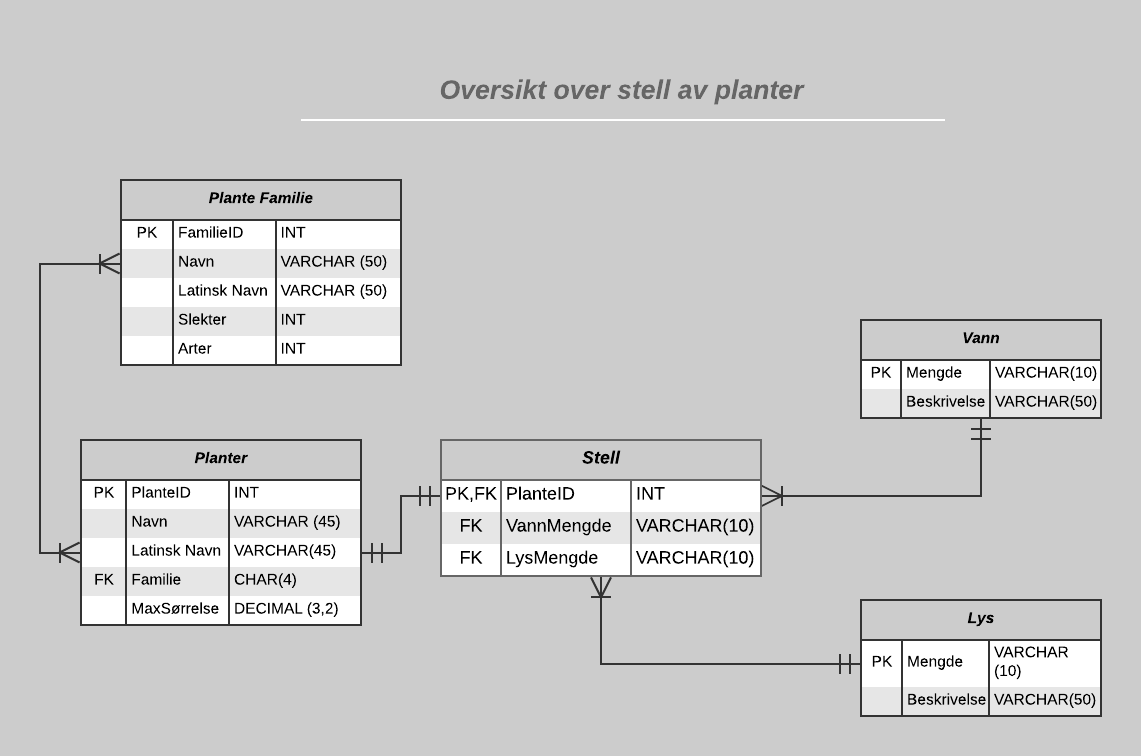 Oversikt over stell av planter
Plante Familie
PK FamilieID INT
Navn VARCHAR (50)
Latinsk Navn VARCHAR (50)
Slekter INT
Arter INT
Vann
PK Mengde VARCHAR(10)
Beskrivelse VARCHAR(50)
Planter
PK PlanteID INT
Navn VARCHAR (45)
Latinsk Navn VARCHAR(45)
FK Familie CHAR(4)
MaxSørrelse DECIMAL (3,2)
Stell
PK,FK PlanteID INT
FK VannMengde VARCHAR(10)
FK LysMengde VARCHAR(10)
Lys
PK Mengde VARCHAR
(10)
Beskrivelse VARCHAR(50)